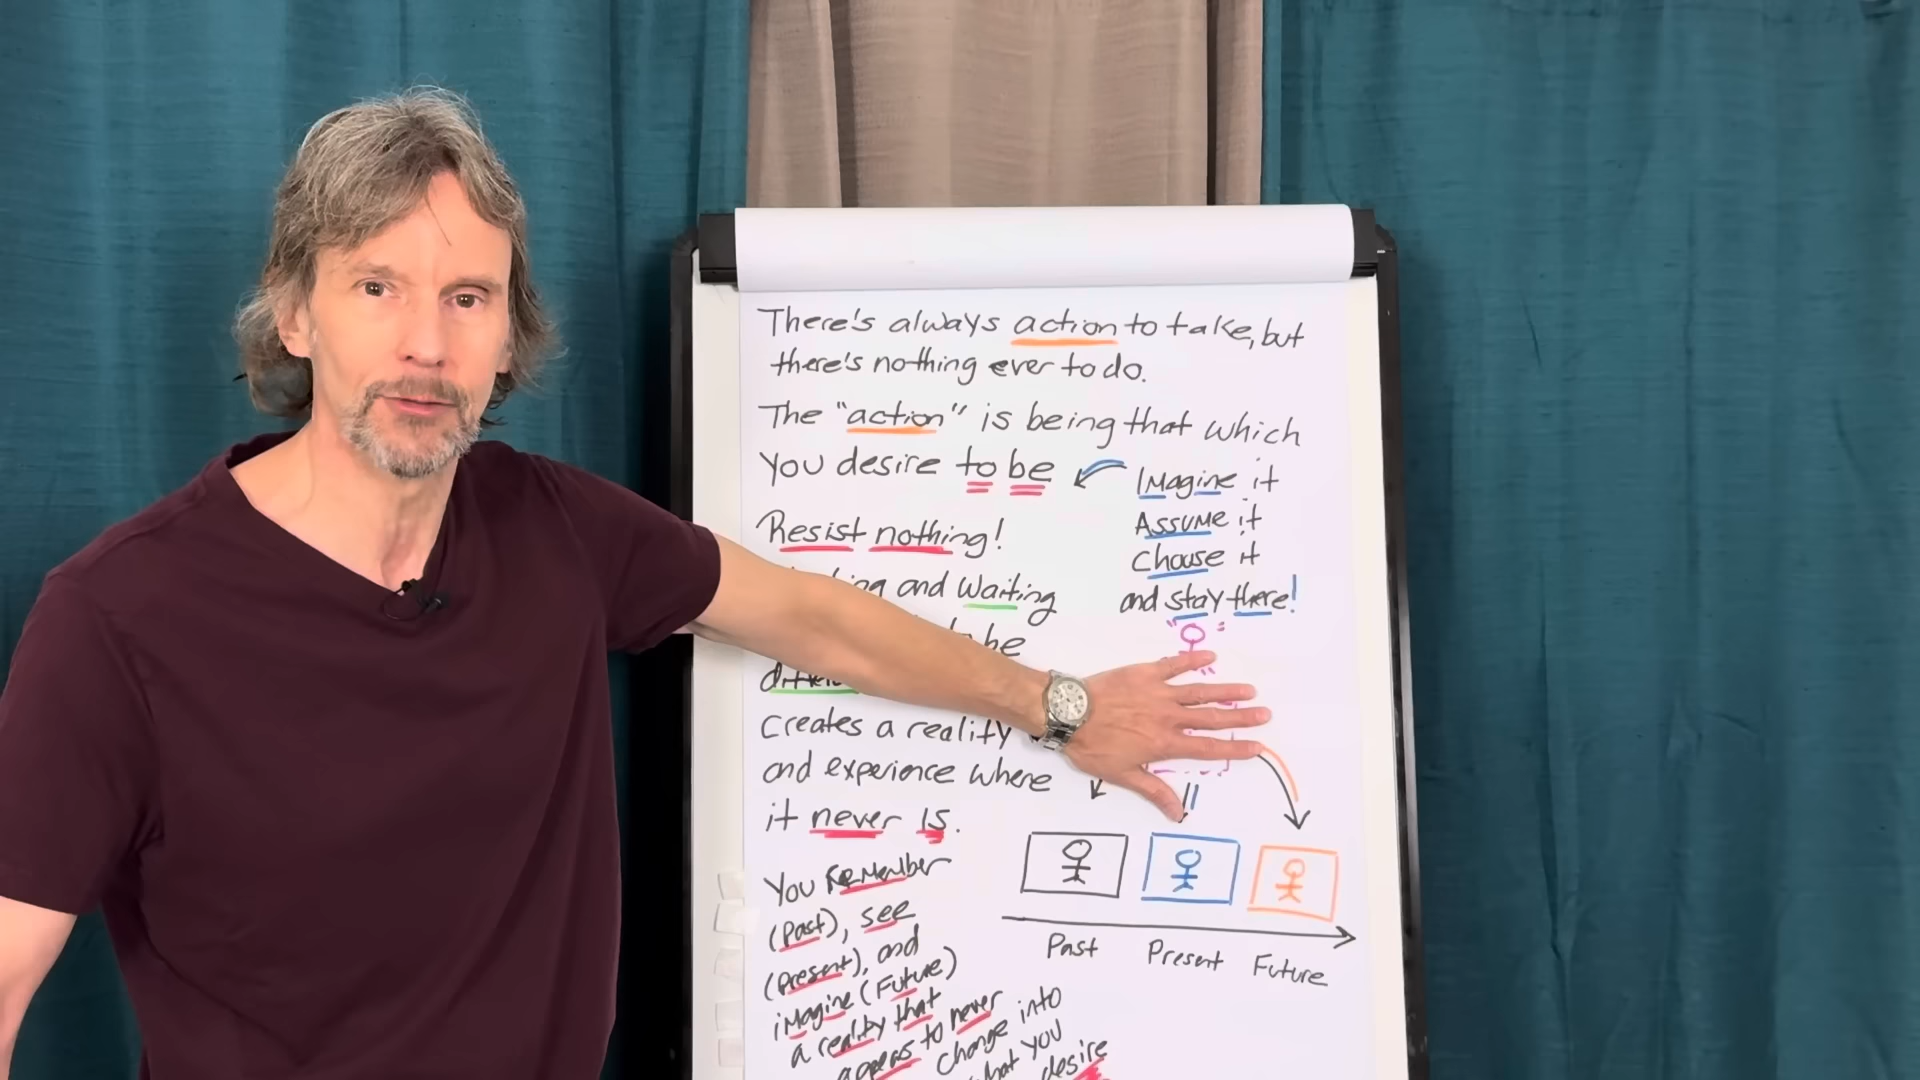 There's always action to take, but
there's nothing ever to do.
The "action" is being that which
you desire to be
Imagine it
Assume it
Choose it
and stay there!
Resist nothing!
and waiting
be
creates a reality
and experience where
it never is.
You remember
(past), see
(present), and
imagine (future)
a reality that
appears to never
change into
what you
desire
Past Present Future